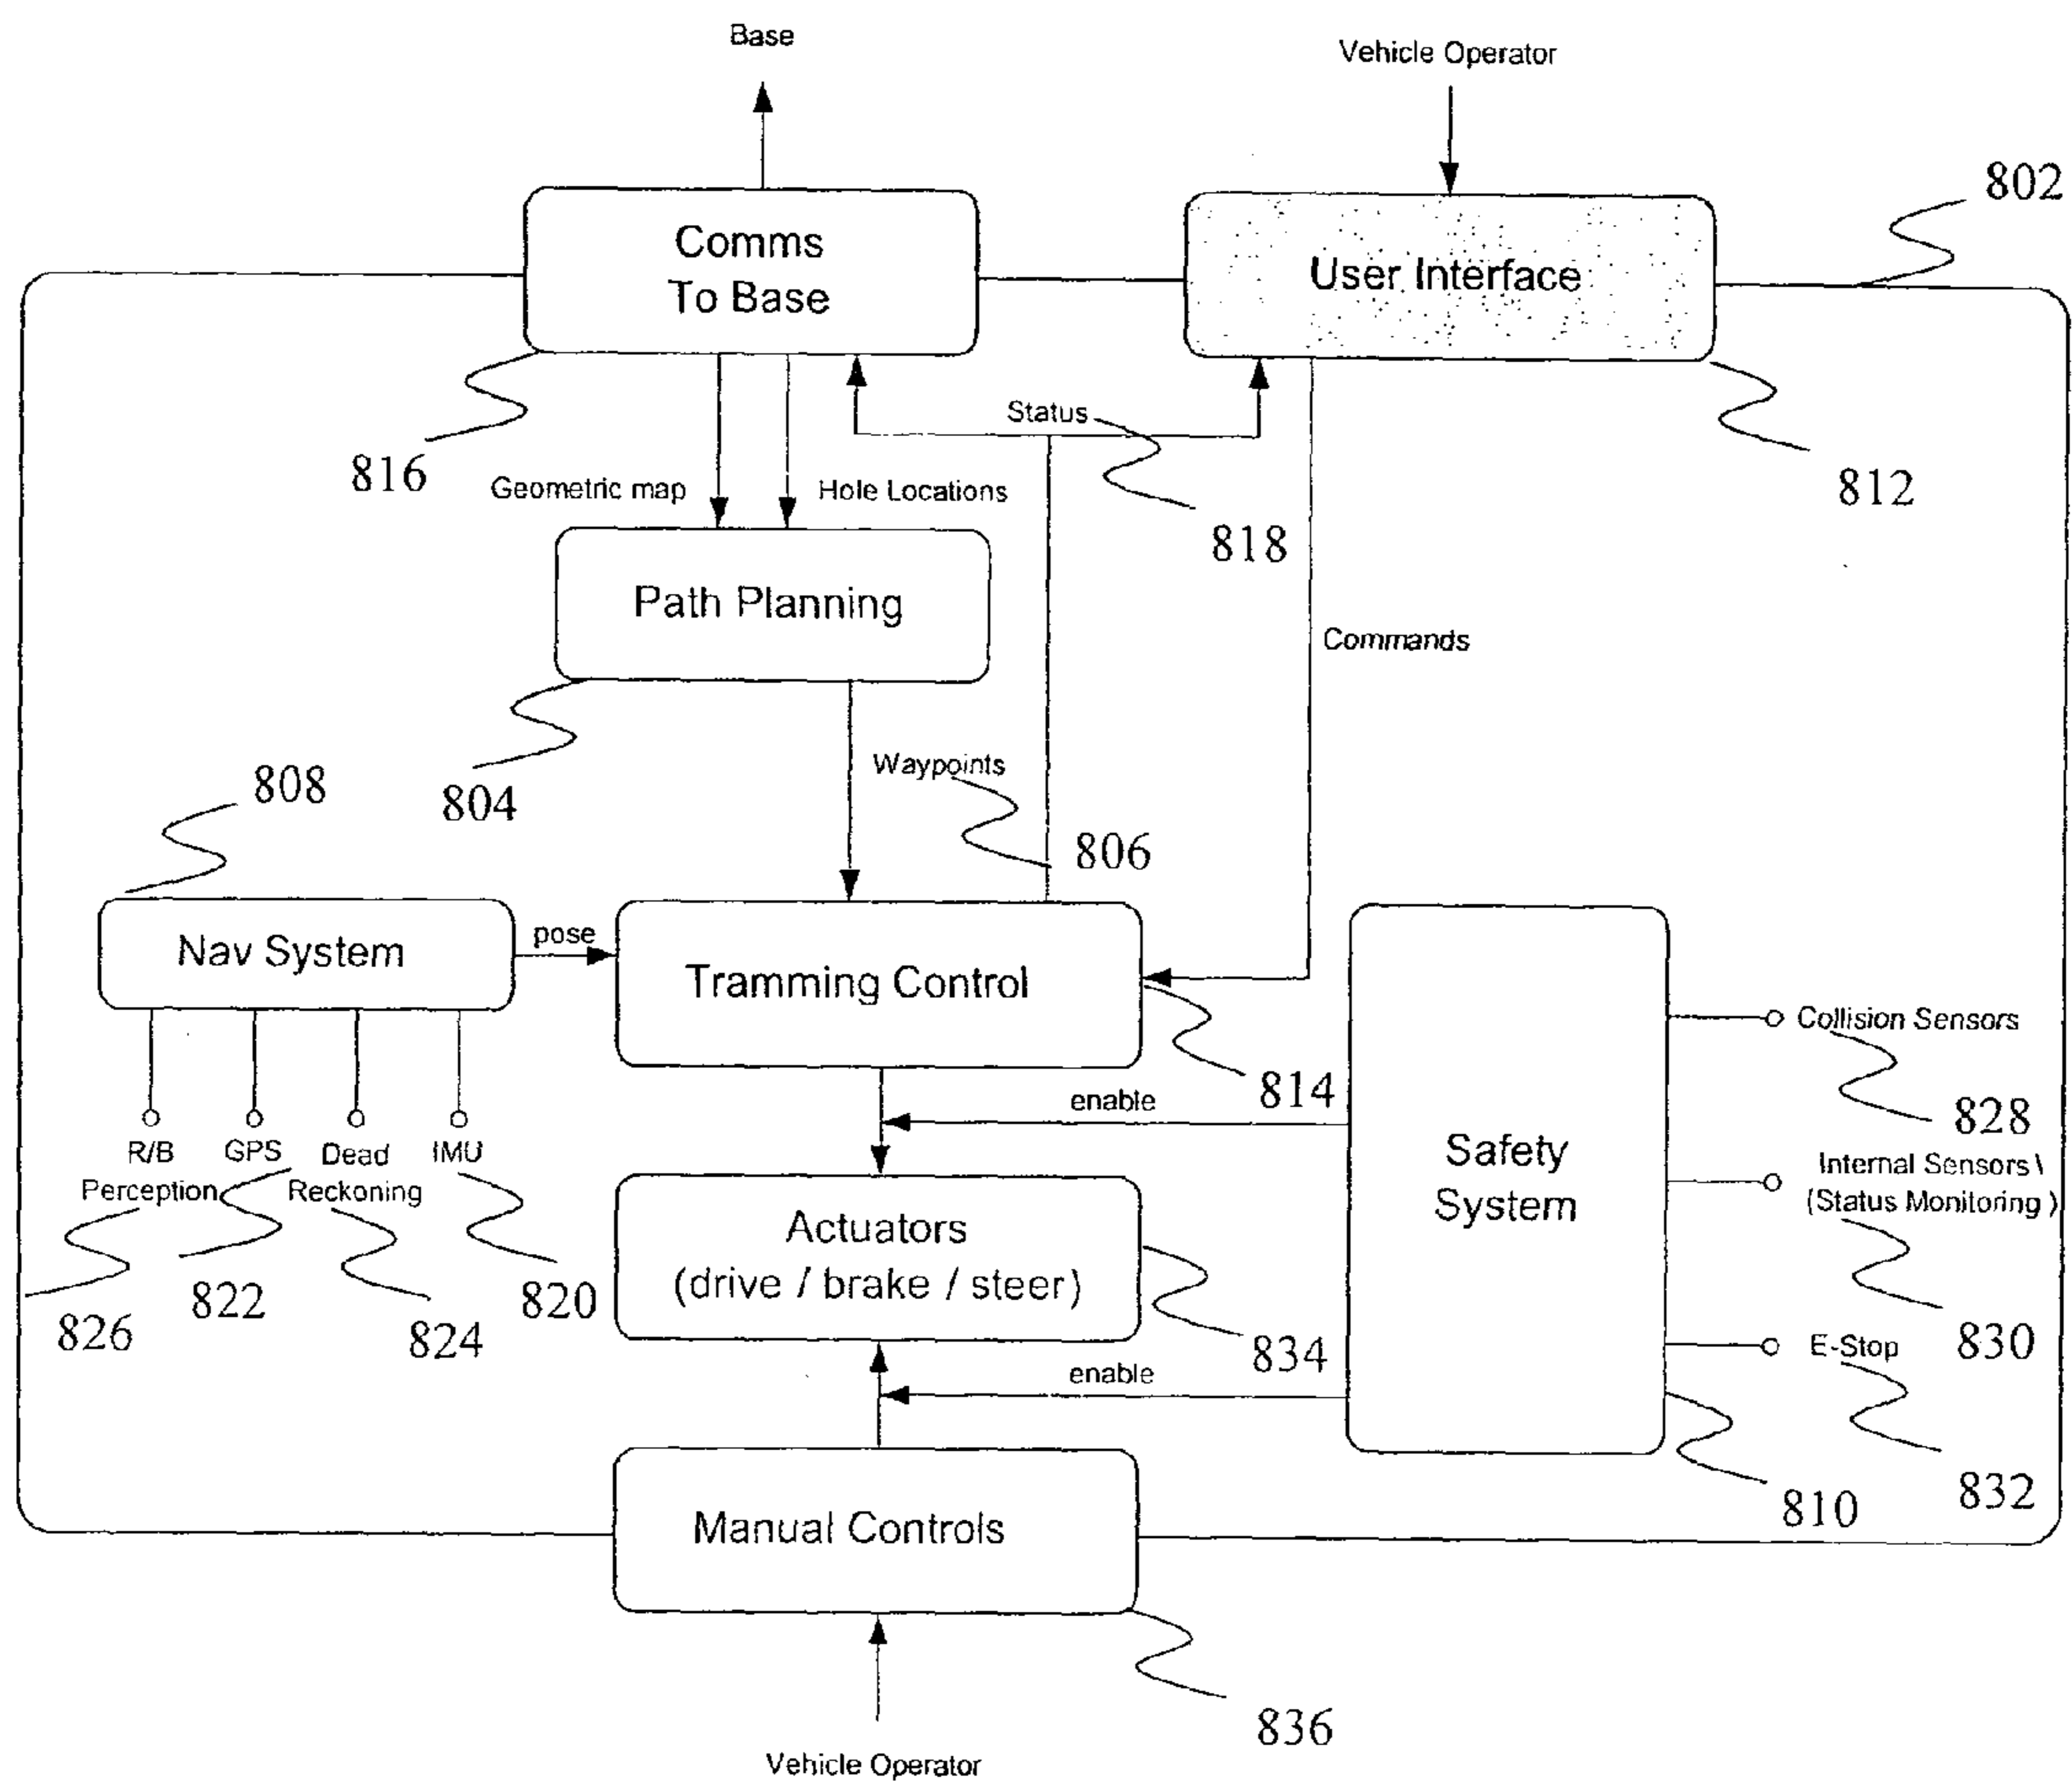 Base
Vehicle Operator
802
Comms
To Base
User Interface
Status
816
Geometric map
Hole Locations
818
812
Path Planning
Commands
Waypoints
808
804
806
Nav System
pose
Tramming Control
Collision Sensors
814
enable
828
R/B
Perception
GPS
Dead
Reckoning
IMU
Safety
System
Internal Sensors\
(Status Monitoring)
Actuators
(drive / brake / steer)
826
822
824
820
834
830
E-Stop
enable
832
810
Manual Controls
836
Vehicle Operator